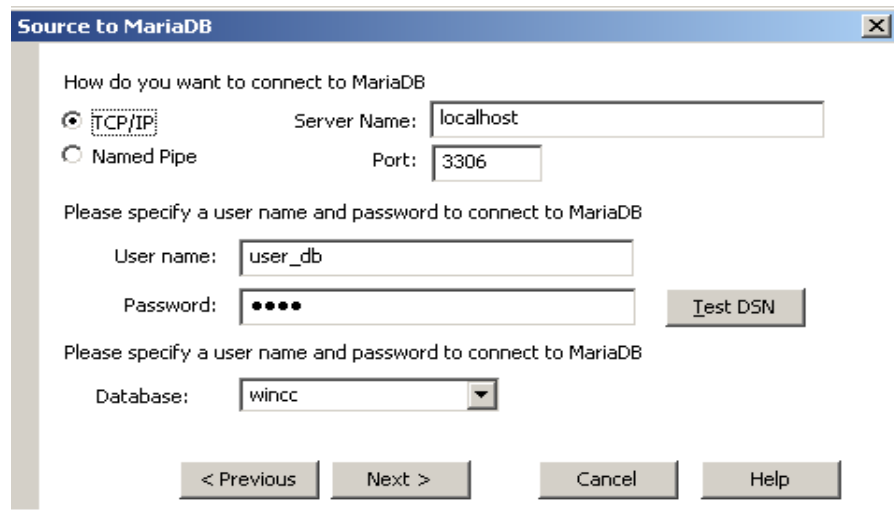 Source to MariaDB
How do you want to connect to MariaDB
TCP/IP Server Name: localhost
Named Pipe Port: 3306
Please specify a user name and password to connect to MariaDB
User name: user_db
Password: ●●●● Test DSN
Please specify a user name and password to connect to MariaDB
Database: wincc
< Previous Next > Cancel Help